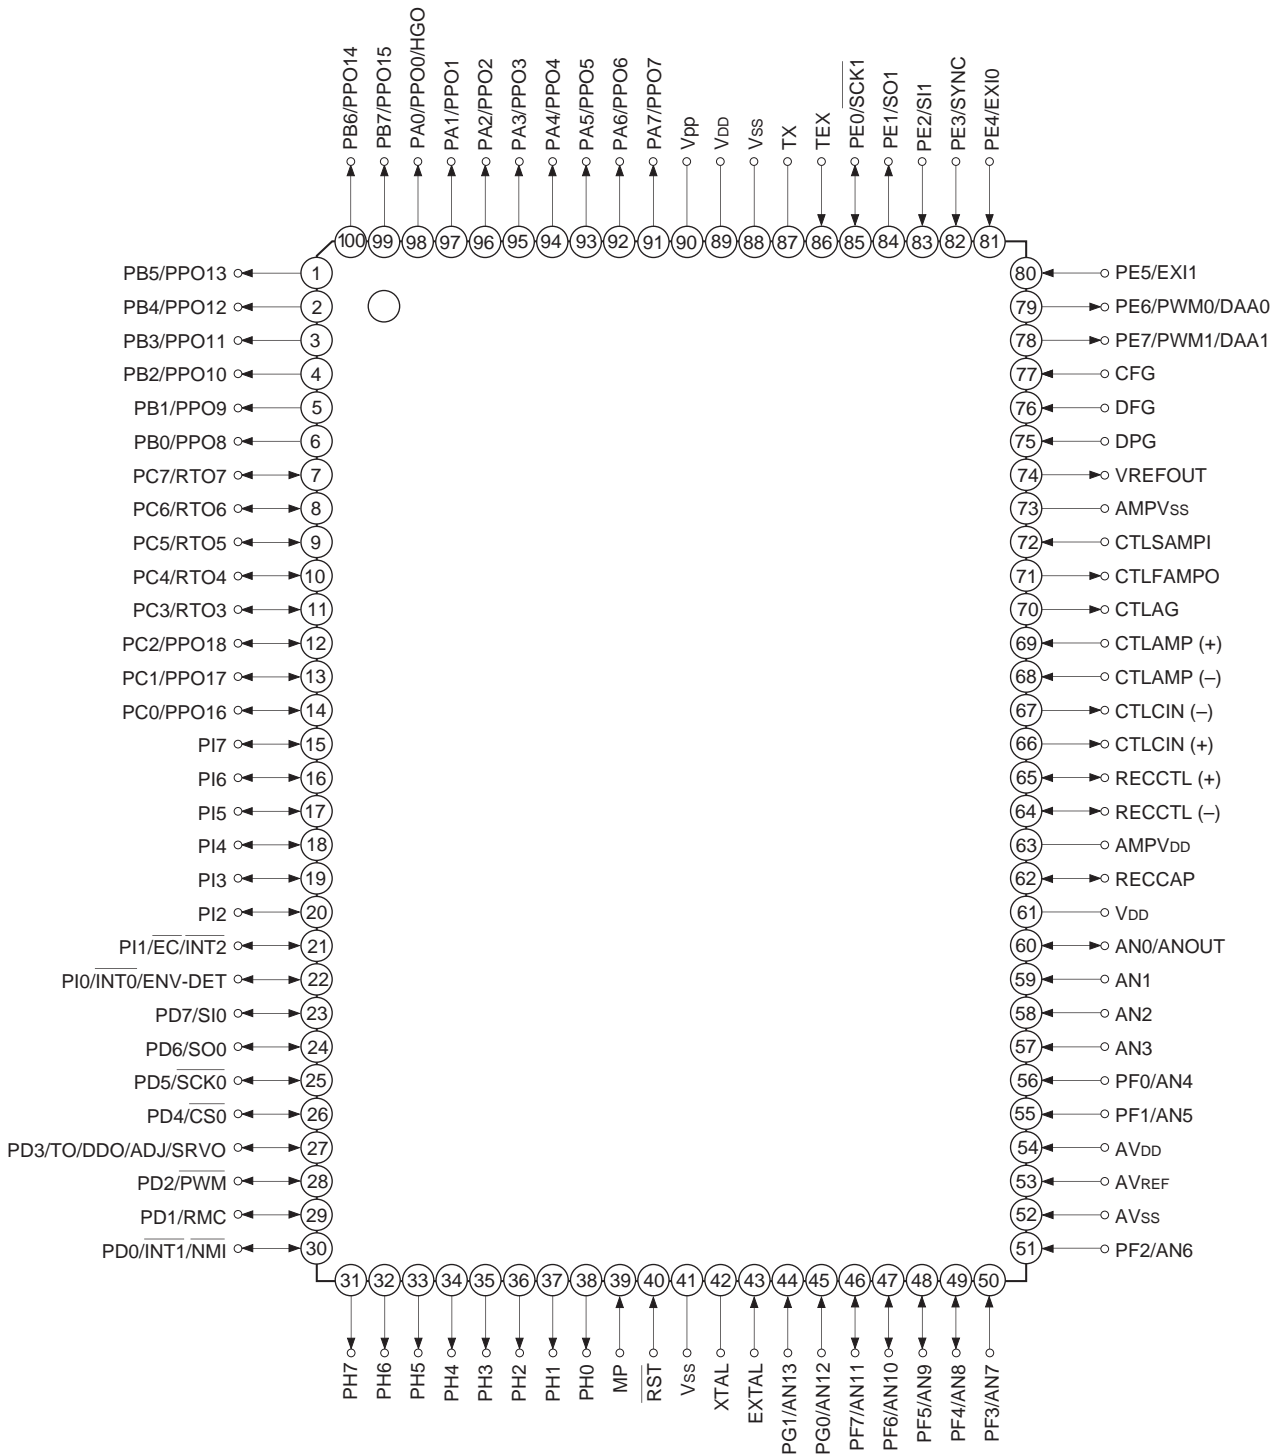 PB6/PPO14
PB7/PPO15
PA0/PPO0/HGO
PA1/PPO1
PA2/PPO2
PA3/PPO3
PA4/PPO4
PA5/PPO5
PA6/PPO6
PA7/PPO7
Vpp
VDD
VSS
TX
TEX
PE0/SCK1
PE1/SO1
PE2/SI1
PE3/SYNC
PE4/EXI0
100 99 98 97 96 95 94 93 92 91 90 89 88 87 86 85 84 83 82 81
PB5/PPO13 1
PB4/PPO12 2
PB3/PPO11 3
PB2/PPO10 4
PB1/PPO9 5
PB0/PPO8 6
PC7/RTO7 7
PC6/RTO6 8
PC5/RTO5 9
PC4/RTO4 10
PC3/RTO3 11
PC2/PPO18 12
PC1/PPO17 13
PC0/PPO16 14
PI7 15
PI6 16
PI5 17
PI4 18
PI3 19
PI2 20
PI1/EC/INT2 21
PI0/INT0/ENV-DET 22
PD7/SI0 23
PD6/SO0 24
PD5/SCK0 25
PD4/CS0 26
PD3/TO/DDO/ADJ/SRVO 27
PD2/PWM 28
PD1/RMC 29
PD0/INT1/NMI 30
80 PE5/EXI1
79 PE6/PWM0/DAA0
78 PE7/PWM1/DAA1
77 CFG
76 DFG
75 DPG
74 VREFOUT
73 AMPVSS
72 CTLSAMPI
71 CTLFAMPO
70 CTLAG
69 CTLAMP (+)
68 CTLAMP (–)
67 CTLCIN (–)
66 CTLCIN (+)
65 RECCTL (+)
64 RECCTL (–)
63 AMPVDD
62 RECCAP
61 VDD
60 AN0/ANOUT
59 AN1
58 AN2
57 AN3
56 PF0/AN4
55 PF1/AN5
54 AVDD
53 AVREF
52 AVSS
51 PF2/AN6
31 32 33 34 35 36 37 38 39 40 41 42 43 44 45 46 47 48 49 50
PH7
PH6
PH5
PH4
PH3
PH2
PH1
PH0
MP
RST
VSS
XTAL
EXTAL
PG1/AN13
PG0/AN12
PF7/AN11
PF6/AN10
PF5/AN9
PF4/AN8
PF3/AN7